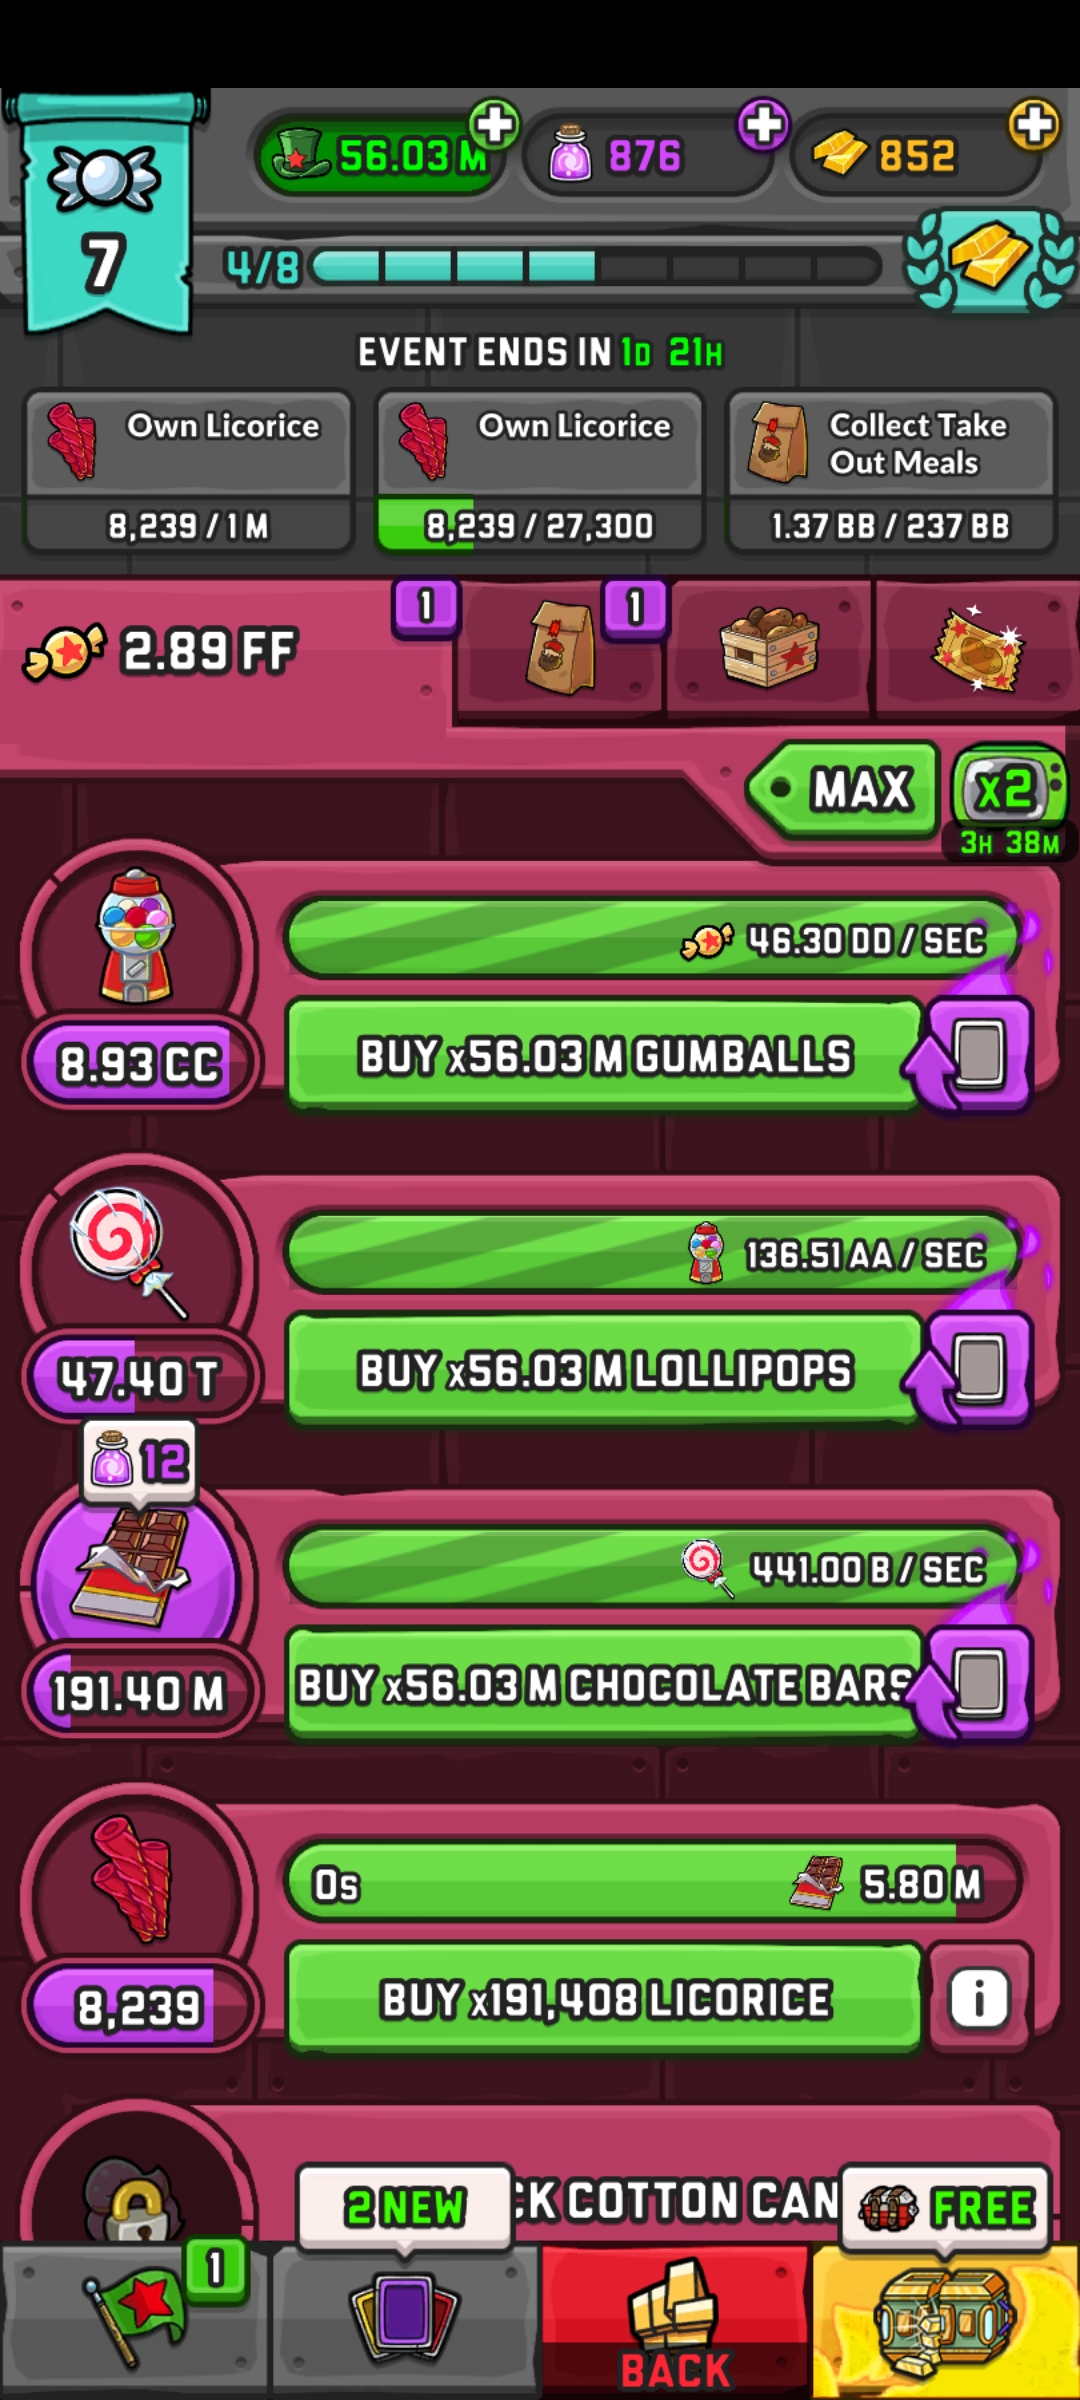 56.03 M
876
852
7
4/8
EVENT ENDS IN 1D 21H
Own Licorice
8,239 / 1 M
Own Licorice
8,239 / 27,300
Collect Take
Out Meals
1.37 BB / 237 BB
2.89 FF
1
1
MAX
x2
3H 38M
46.30 DD / SEC
8.93 CC
BUY x56.03 M GUMBALLS
136.51 AA / SEC
47.40 T
BUY x56.03 M LOLLIPOPS
12
441.00 B / SEC
191.40 M
BUY x56.03 M CHOCOLATE BARS
0s
5.80 M
8,239
BUY x191,408 LICORICE
i
CK COTTON CAN
2 NEW
FREE
1
BACK